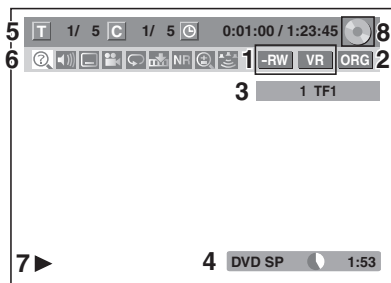 5 T 1/ 5 C 1/ 5 0:01:00 / 1:23:45 8
6 NR 1 -RW VR ORG 2
3 1 TF1
7 4 DVD SP 1:53